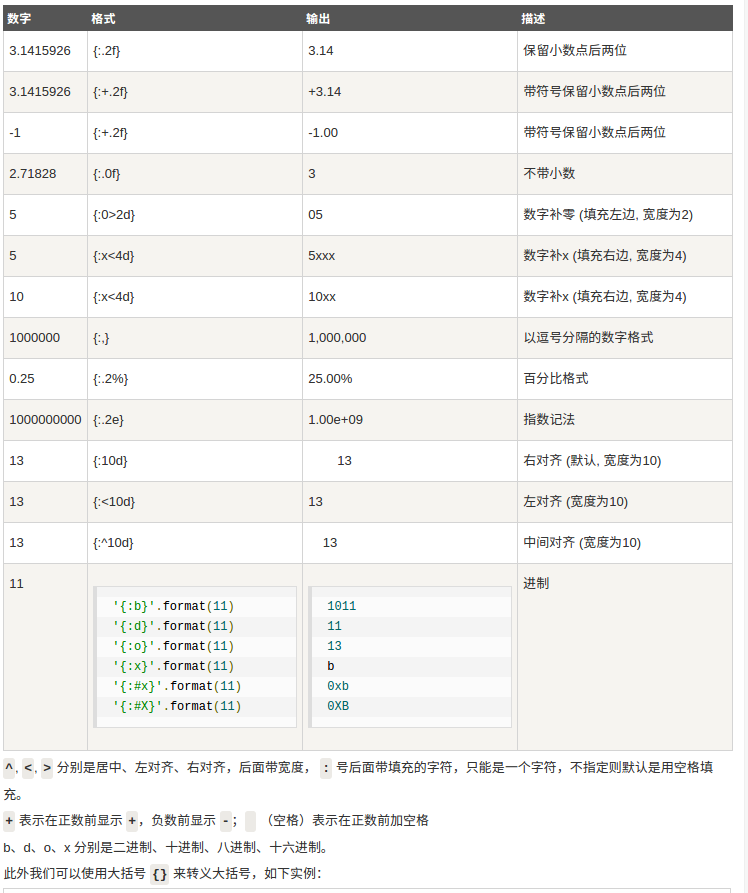 数字 格式 输出 描述
3.1415926 {:.2f} 3.14 保留小数点后两位
3.1415926 {:+.2f} +3.14 带符号保留小数点后两位
-1 {:+.2f} -1.00 带符号保留小数点后两位
2.71828 {:.0f} 3 不带小数
5 {:0>2d} 05 数字补零 (填充左边, 宽度为2)
5 {:x<4d} 5xxx 数字补x (填充右边, 宽度为4)
10 {:x<4d} 10xx 数字补x (填充右边, 宽度为4)
1000000 {:,} 1,000,000 以逗号分隔的数字格式
0.25 {:.2%} 25.00% 百分比格式
1000000000 {:.2e} 1.00e+09 指数记法
13 {:10d} 13 右对齐 (默认, 宽度为10)
13 {:<10d} 13 左对齐 (宽度为10)
13 {:^10d} 13 中间对齐 (宽度为10)
11 进制
'{:b}'.format(11) 1011
'{:d}'.format(11) 11
'{:o}'.format(11) 13
'{:x}'.format(11) b
'{:#x}'.format(11) 0xb
'{:#X}'.format(11) 0XB
^, <, > 分别是居中、左对齐、右对齐，后面带宽度， : 号后面带填充的字符，只能是一个字符，不指定则默认是用空格填
充。
+ 表示在正数前显示 +，负数前显示 -； （空格）表示在正数前加空格
b、d、o、x 分别是二进制、十进制、八进制、十六进制。
此外我们可以使用大括号 {} 来转义大括号，如下实例：